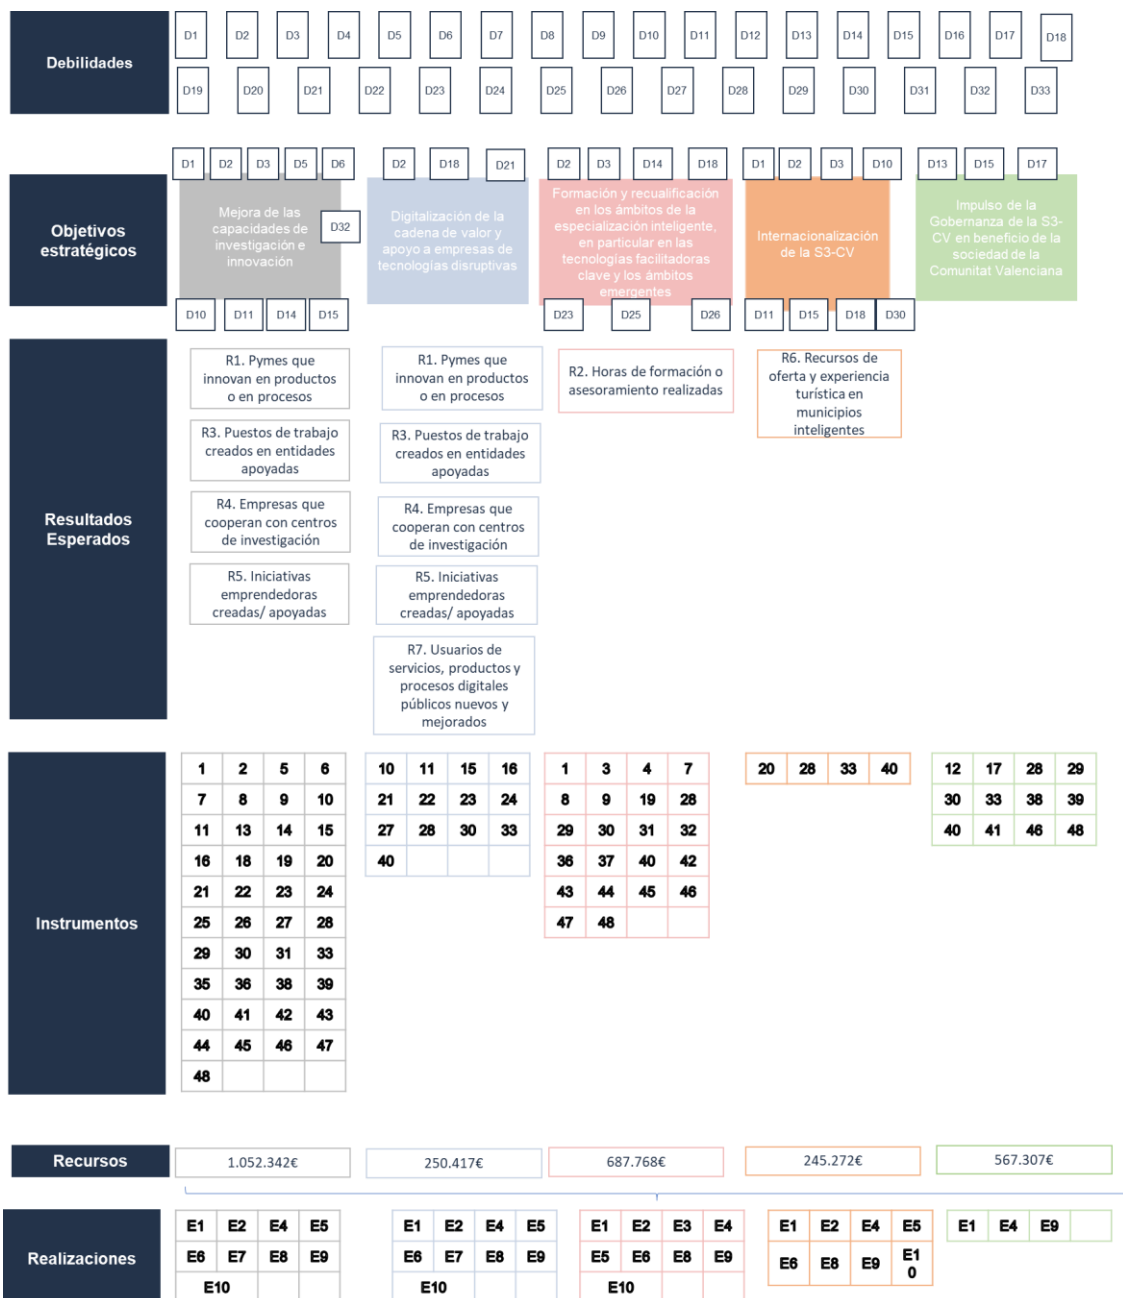 Debilidades
D1 D2 D3 D4 D5 D6 D7 D8 D9 D10 D11 D12 D13 D14 D15 D16 D17 D18
D19 D20 D21 D22 D23 D24 D25 D26 D27 D28 D29 D30 D31 D32 D33
Objetivos
estratégicos
D1 D2 D3 D5 D6
Mejora de las
capacidades de
investigación e
innovación
D32
D10 D11 D14 D15
D2 D18 D21
Digitalización de la
cadena de valor y
apoyo a empresas de
tecnologías disruptivas
D2 D3 D14 D18
Formación y recualificación
en los ámbitos de la
especialización inteligente,
en particular en las
tecnologías facilitadoras
clave y los ámbitos
emergentes
D23 D25 D26
D1 D2 D3 D10
Internacionalización
de la S3-CV
D11 D15 D18 D30
D13 D15 D17
Impulso de la
Gobernanza de la S3-
CV en beneficio de la
sociedad de la
Comunitat Valenciana
Resultados
Esperados
R1. Pymes que
innovan en productos
o en procesos
R3. Puestos de trabajo
creados en entidades
apoyadas
R4. Empresas que
cooperan con centros
de investigación
R5. Iniciativas
emprendedoras
creadas/ apoyadas
R1. Pymes que
innovan en productos
o en procesos
R3. Puestos de trabajo
creados en entidades
apoyadas
R4. Empresas que
cooperan con centros
de investigación
R5. Iniciativas
emprendedoras
creadas/ apoyadas
R7. Usuarios de
servicios, productos y
procesos digitales
públicos nuevos y
mejorados
R2. Horas de formación o
asesoramiento realizadas
R6. Recursos de
oferta y experiencia
turística en
municipios
inteligentes
Instrumentos
1 2 5 6
7 8 9 10
11 13 14 15
16 18 19 20
21 22 23 24
25 26 27 28
29 30 31 33
35 36 38 39
40 41 42 43
44 45 46 47
48
10 11 15 16
21 22 23 24
27 28 30 33
40
1 3 4 7
8 9 19 28
29 30 31 32
36 37 40 42
43 44 45 46
47 48
20 28 33 40
12 17 28 29
30 33 38 39
40 41 46 48
Recursos
1.052.342€
250.417€
687.768€
245.272€
567.307€
Realizaciones
E1 E2 E4 E5
E6 E7 E8 E9
E10
E1 E2 E4 E5
E6 E7 E8 E9
E10
E1 E2 E3 E4
E5 E6 E8 E9
E10
E1 E2 E4 E5
E6 E8 E9 E1
0
E1 E4 E9